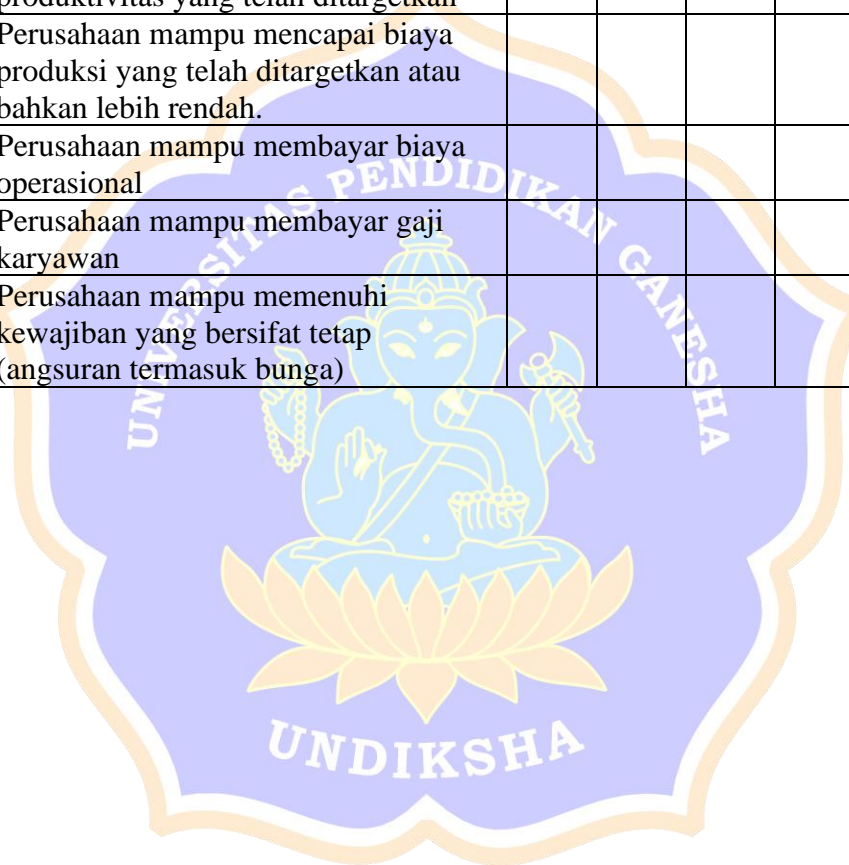 produktivitas yang telah ditargetkan
Perusahaan mampu mencapai biaya
produksi yang telah ditargetkan atau
bahkan lebih rendah.
Perusahaan mampu membayar biaya
operasional
Perusahaan mampu membayar gaji
karyawan
Perusahaan mampu memenuhi
kewajiban yang bersifat tetap
(angsuran termasuk bunga)
UNIVERSITAS PENDIDIKAN GANESHA
UNDIKSHA